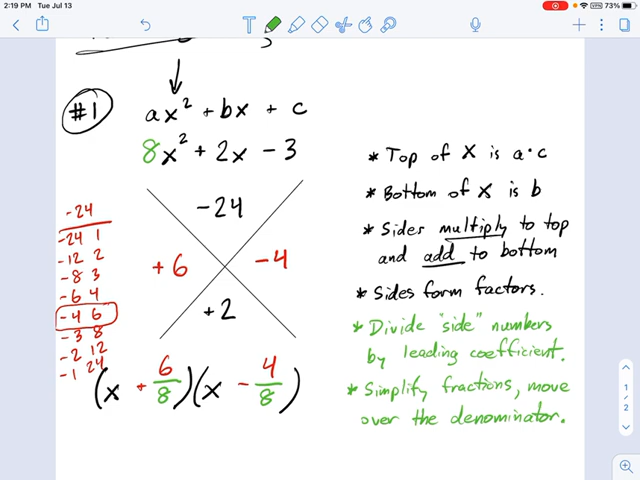 2:19 PM Tue Jul 13
73%
#1
ax² + bx + c
8x² + 2x - 3
* Top of X is a·c
* Bottom of X is b
* Sides multiply to top
and add to bottom
* Sides form factors.
* Divide "side" numbers
by leading coefficient.
* Simplify fractions, move
over the denominator.
-24
+6
-4
+2
-24
-24 1
-12 2
-8 3
-6 4
-4 6
-3 8
-2 12
-1 24
(x + 6/8)(x - 4/8)
1
2